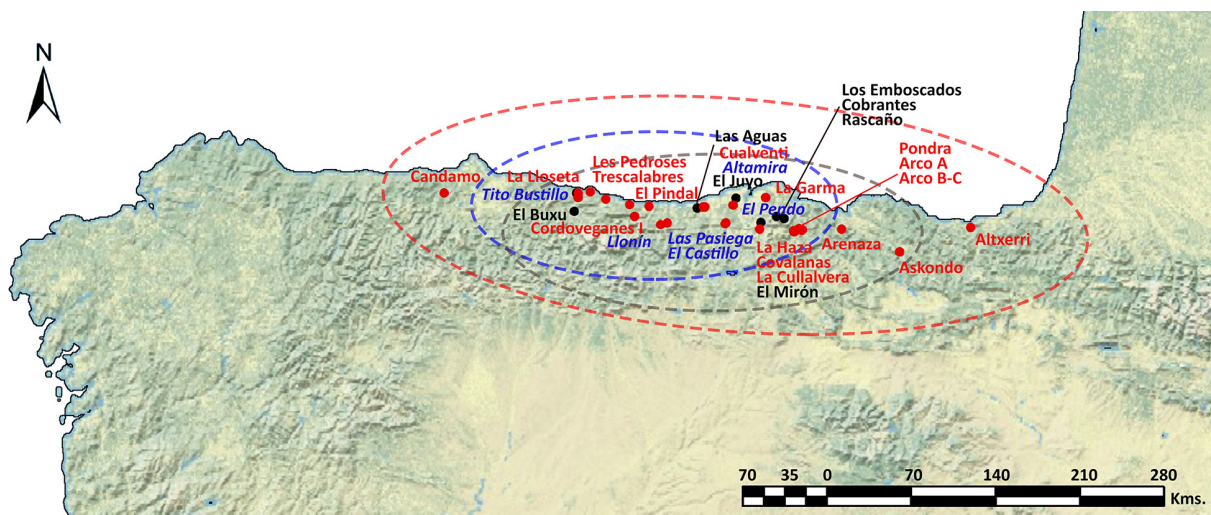 N
Los Emboscados
Cobrantes
Rascaño
Las Aguas
Cualventi
Altamira
El Juyo
Pondra
Arco A
Arco B-C
Les Pedroses
Trescalabres
La Lloseta
Candamo
Tito Bustillo
El Pindal
La Garma
El Pendo
El Buxu
Cordoveganes I
Llonín
Las Pasiega
El Castillo
La Haza
Covalanas
La Cullalvera
El Mirón
Arenaza
Askondo
Altxerri
70 35 0 70 140 210 280
Kms.